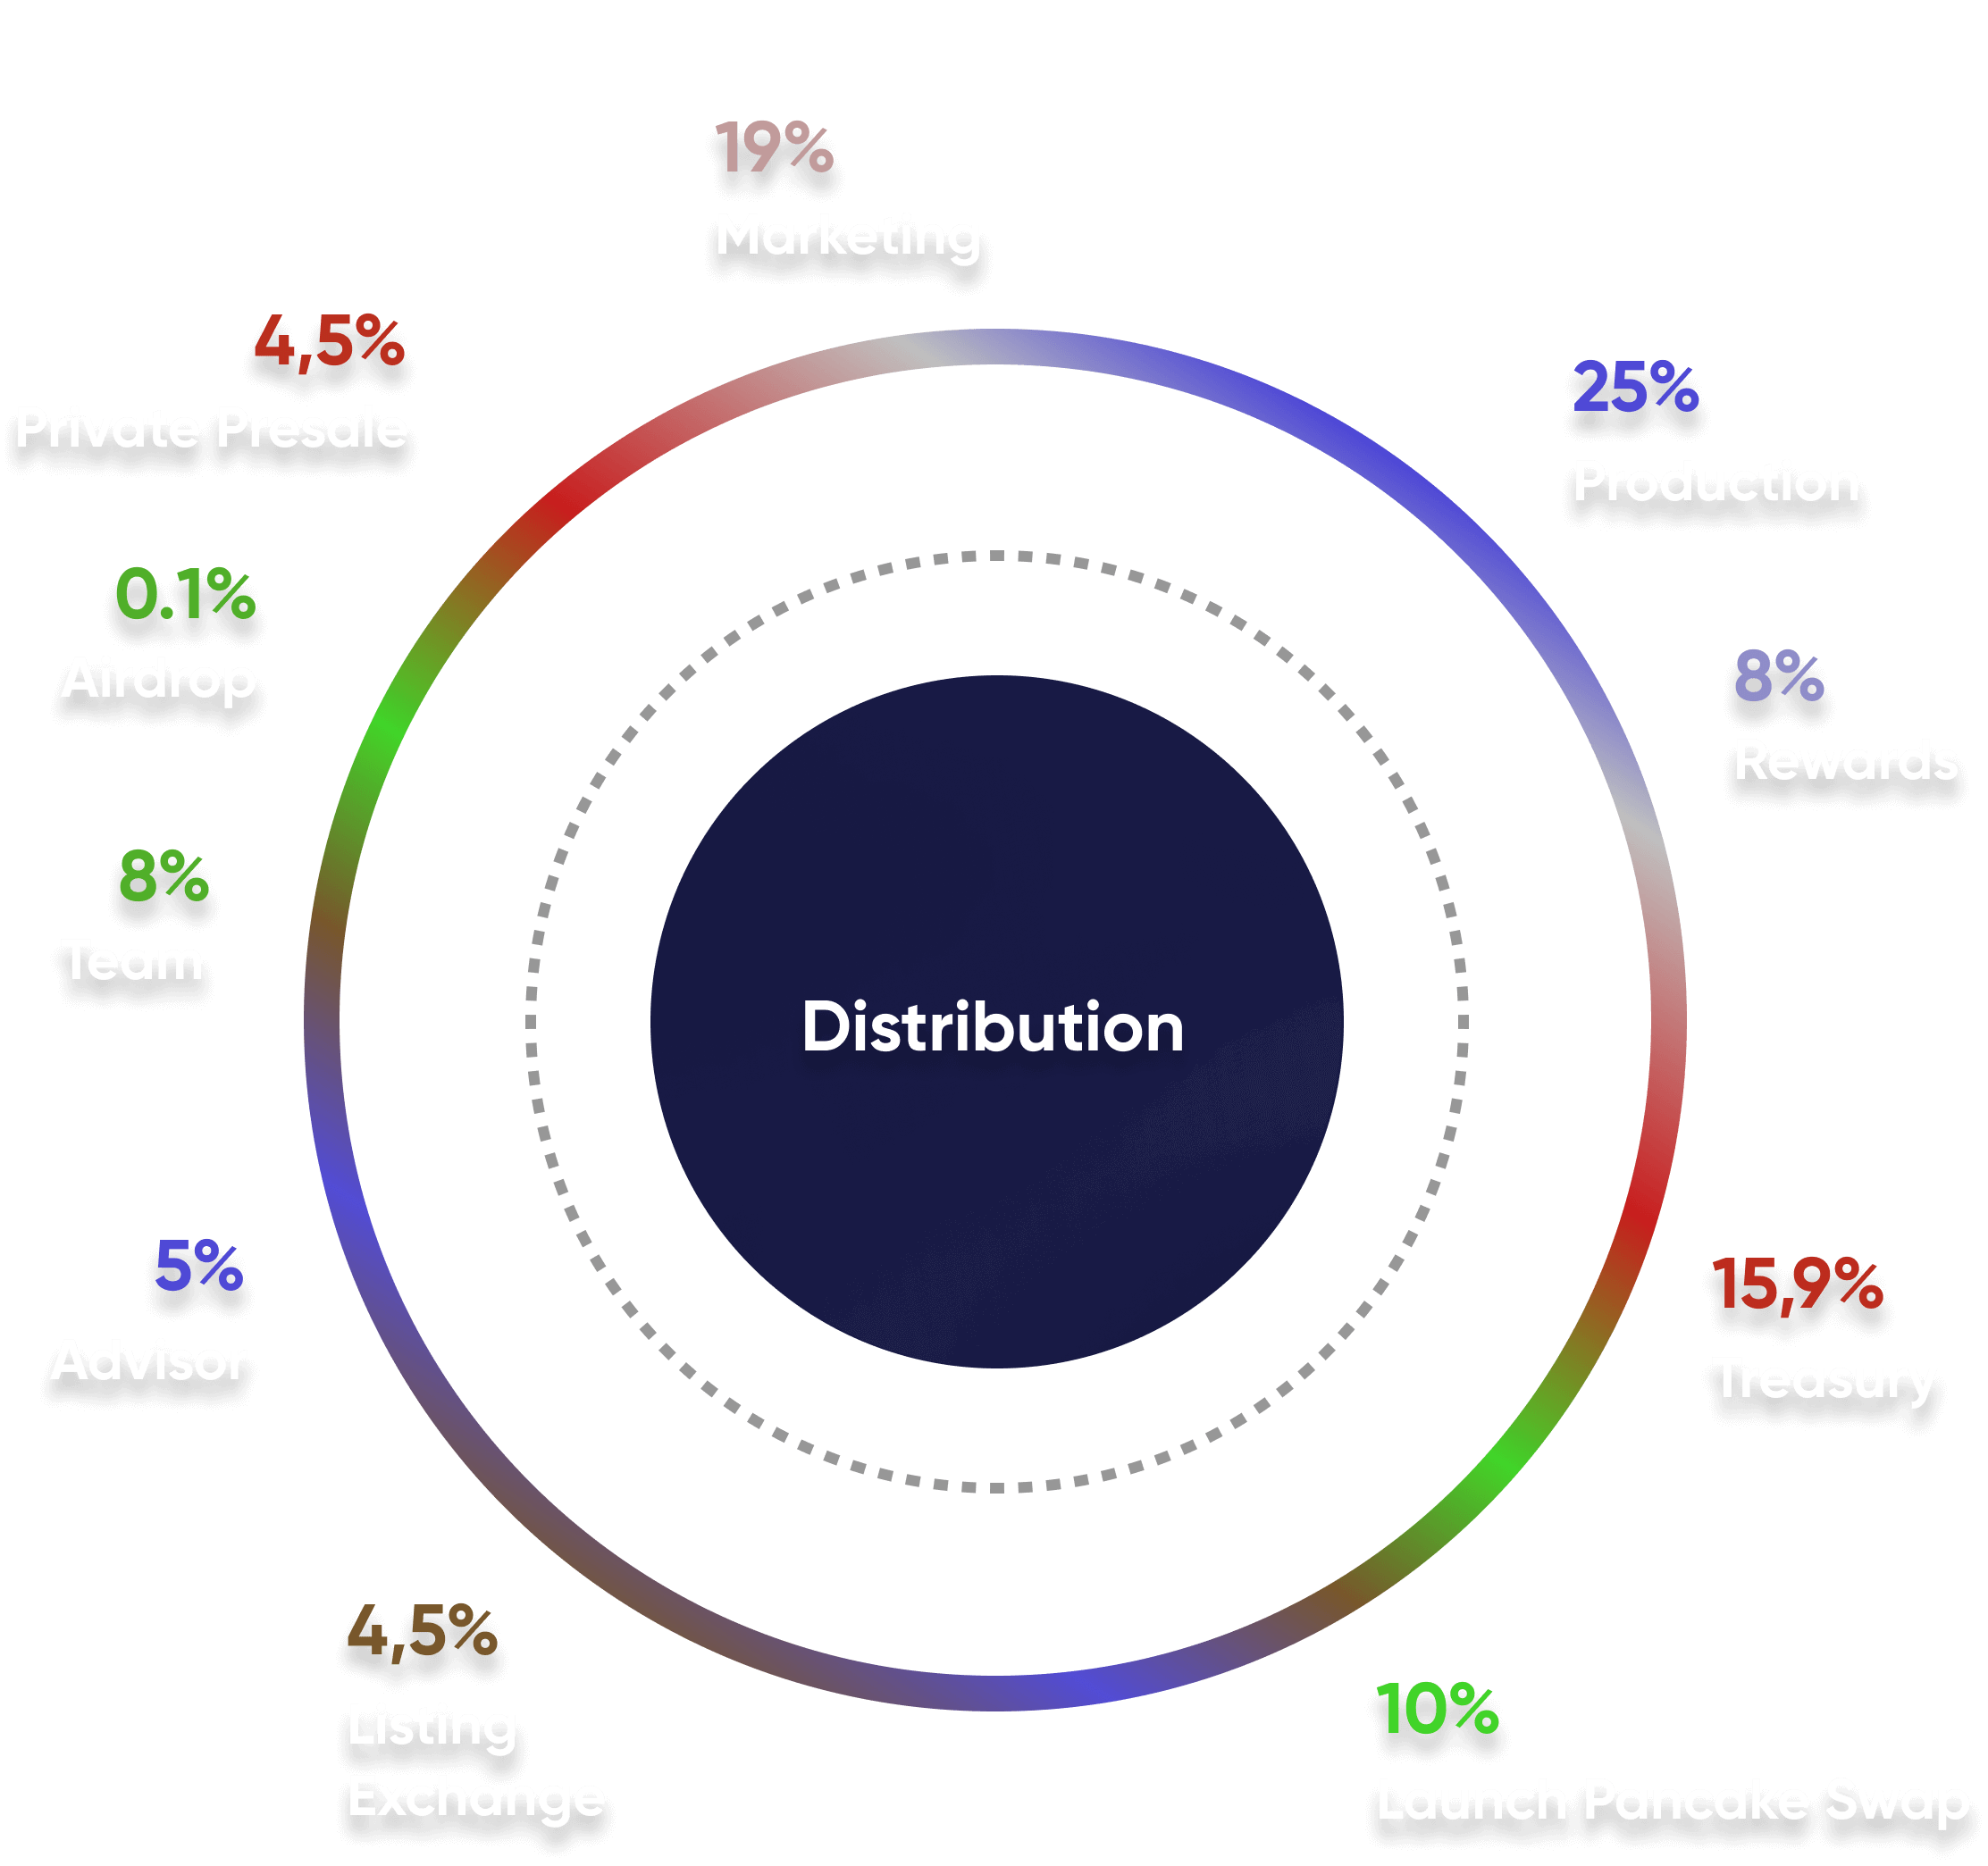 19%
Marketing
4,5%
Private Presale
25%
Production
0.1%
Airdrop
8%
Rewards
8%
Team
Distribution
5%
Advisor
15,9%
Treasury
4,5%
Listing
Exchange
10%
Launch Pancake Swap